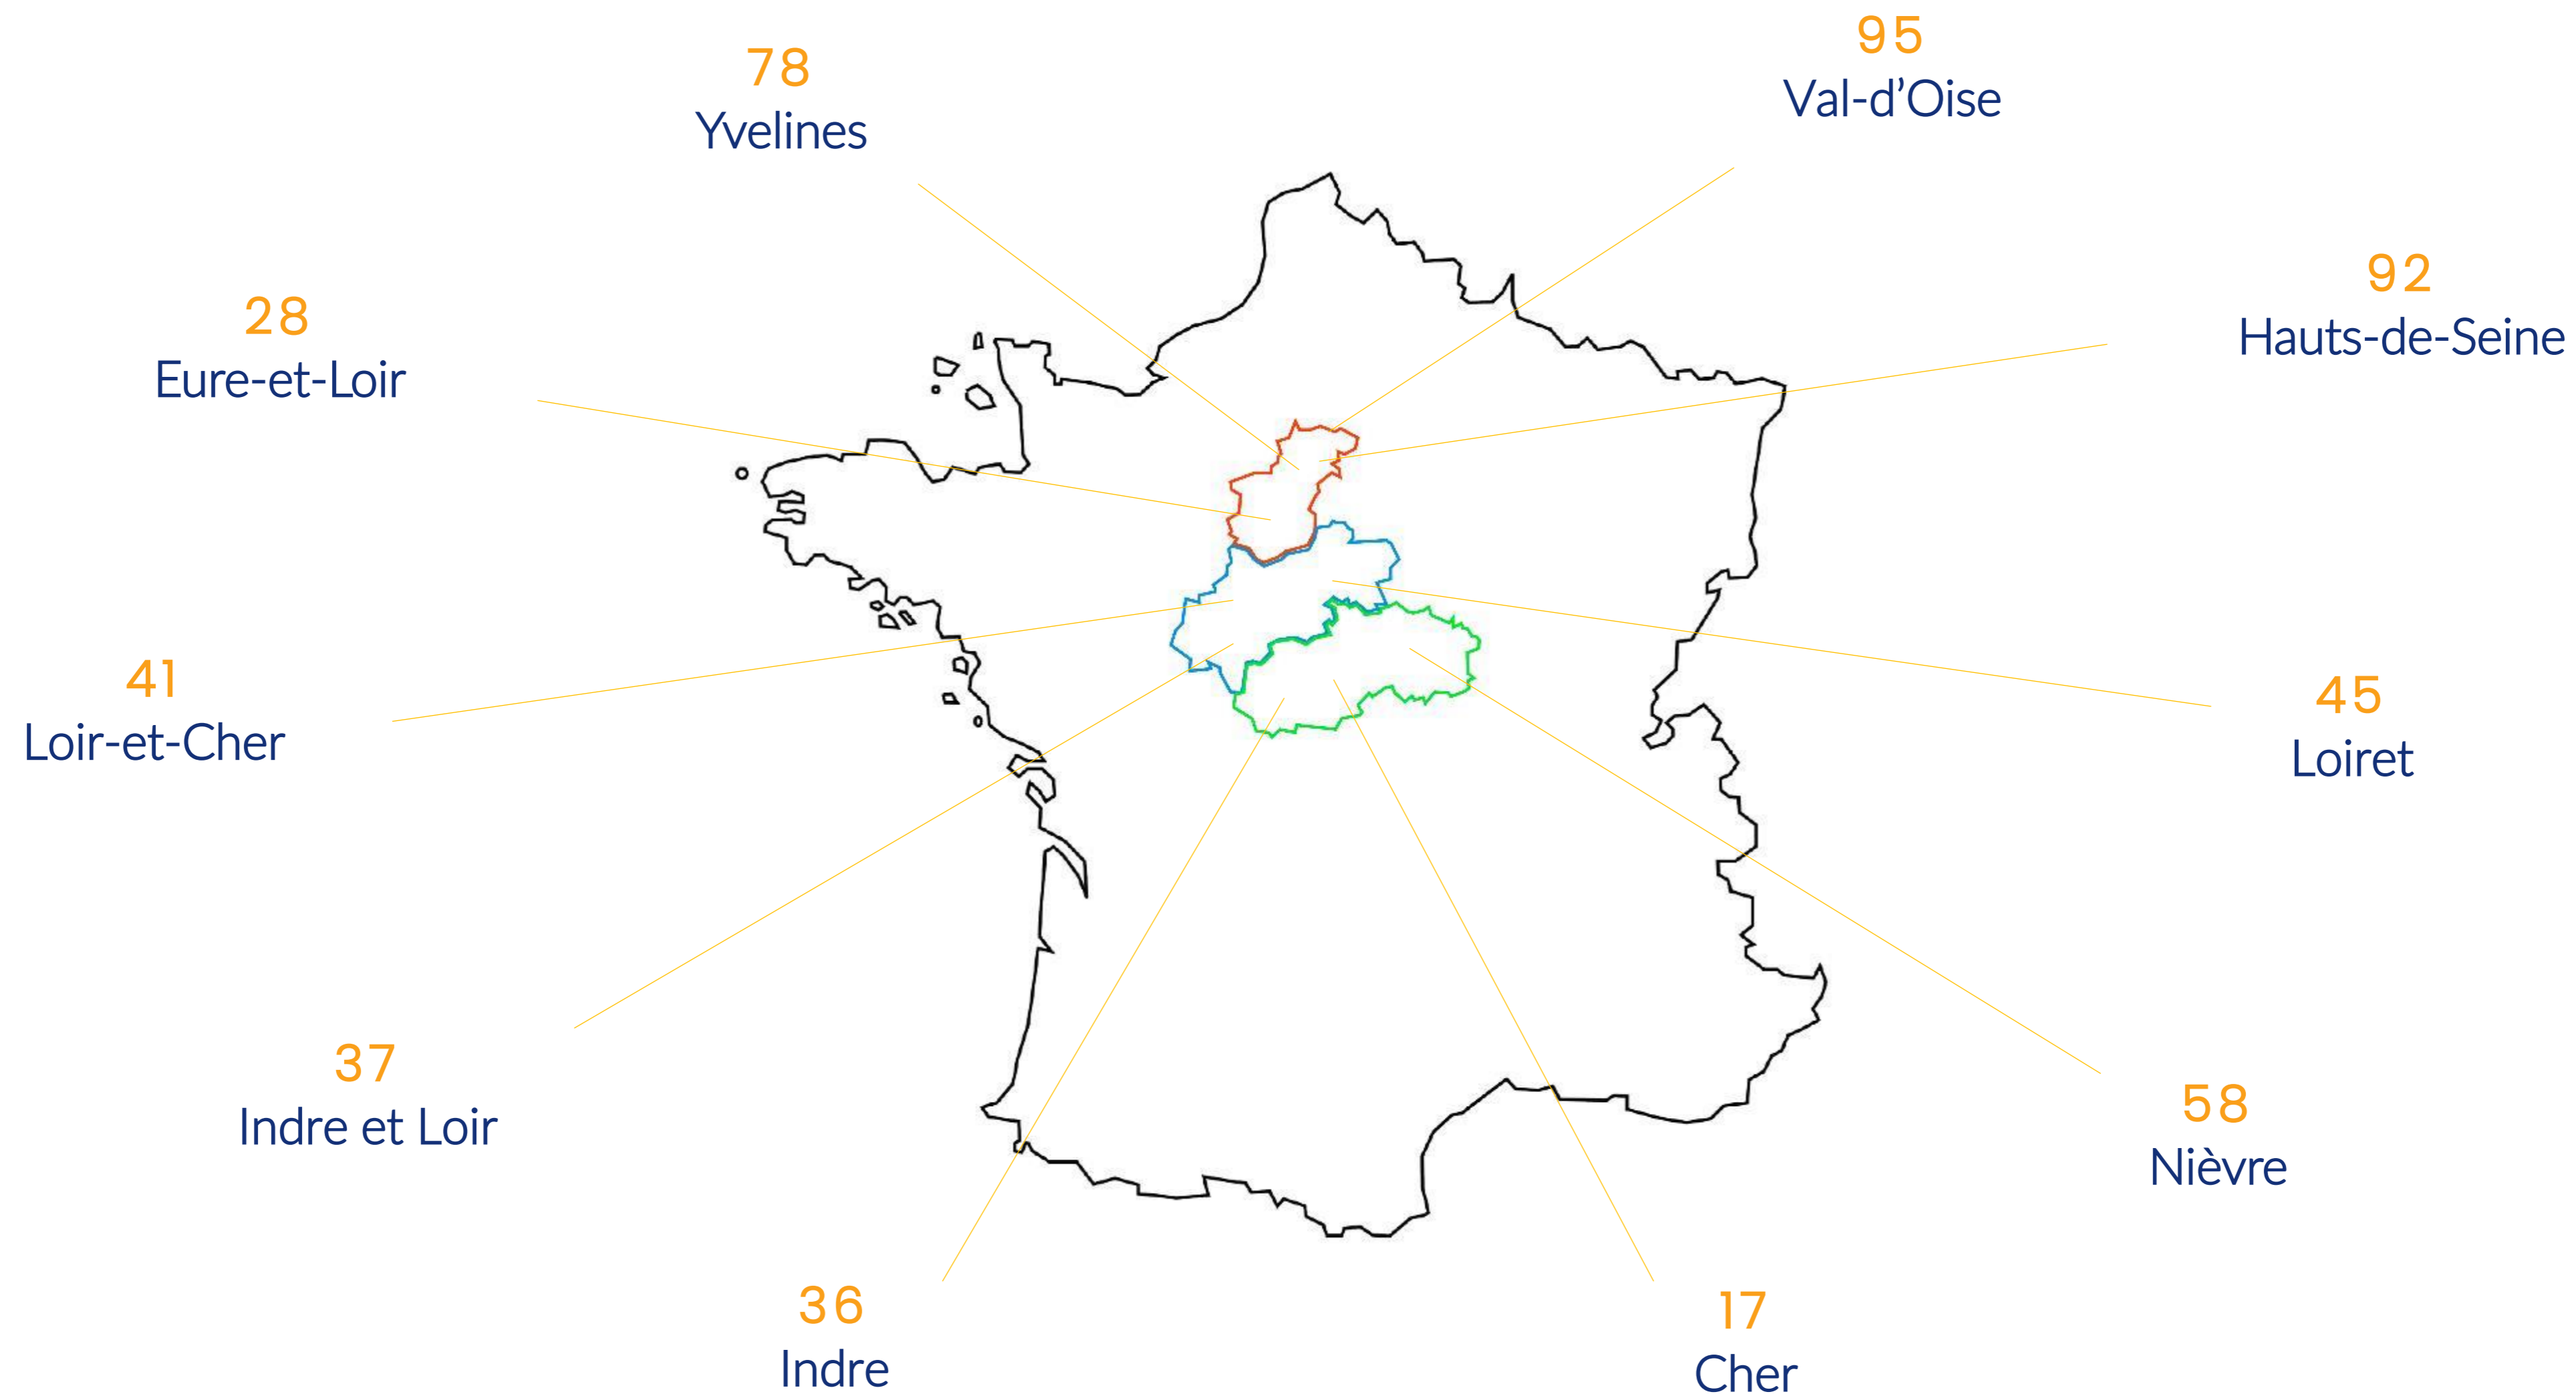 95
Val-d’Oise
78
Yvelines
92
Hauts-de-Seine
28
Eure-et-Loir
41
Loir-et-Cher
45
Loiret
37
Indre et Loir
58
Nièvre
36
Indre
17
Cher